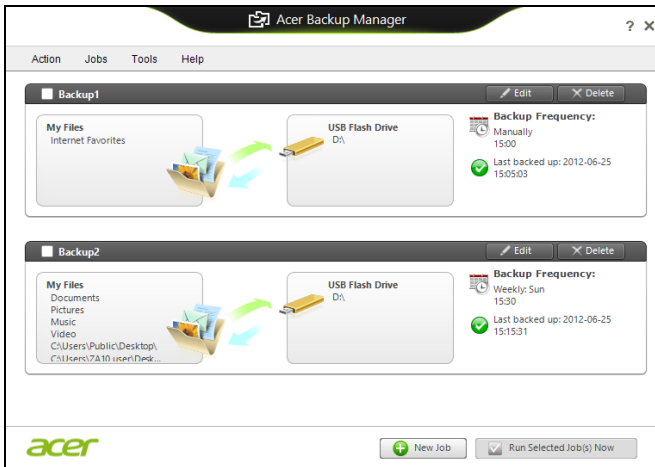 Acer Backup Manager
? X
Action Jobs Tools Help
Backup1
Edit
Delete
My Files
Internet Favorites
USB Flash Drive
D:\
Backup Frequency:
Manually
15:00
Last backed up: 2012-06-25
15:05:03
Backup2
Edit
Delete
My Files
Documents
Pictures
Music
Video
C:\Users\Public\Desktop\
C:\Users\ZA10 user\Desk...
USB Flash Drive
D:\
Backup Frequency:
Weekly: Sun
15:30
Last backed up: 2012-06-25
15:15:31
acer
New Job
Run Selected Job(s) Now